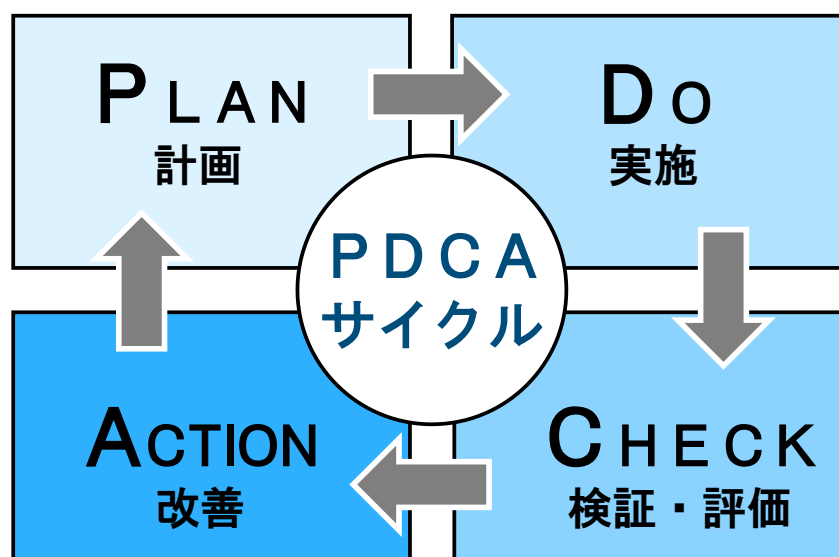 PLAN
計画
DO
実施
PDCA
サイクル
ACTION
改善
CHECK
検証・評価